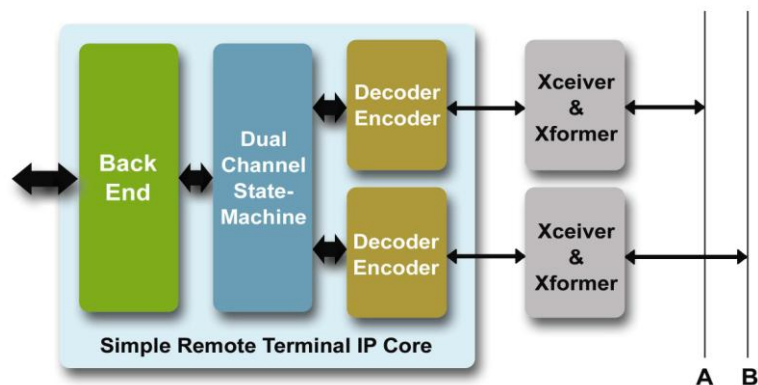 Back
End
Dual
Channel
State-
Machine
Decoder
Encoder
Decoder
Encoder
Xceiver
&
Xformer
Xceiver
&
Xformer
Simple Remote Terminal IP Core
A B